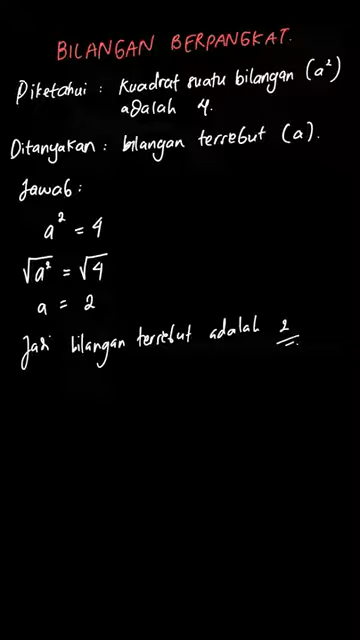 BILANGAN BERPANGKAT.
Diketahui : Kuadrat suatu bilangan (a²)
adalah 4.
Ditanyakan : bilangan tersebut (a).
Jawab :
a² = 4
√a² = √4
a = 2
Jadi bilangan tersebut adalah 2